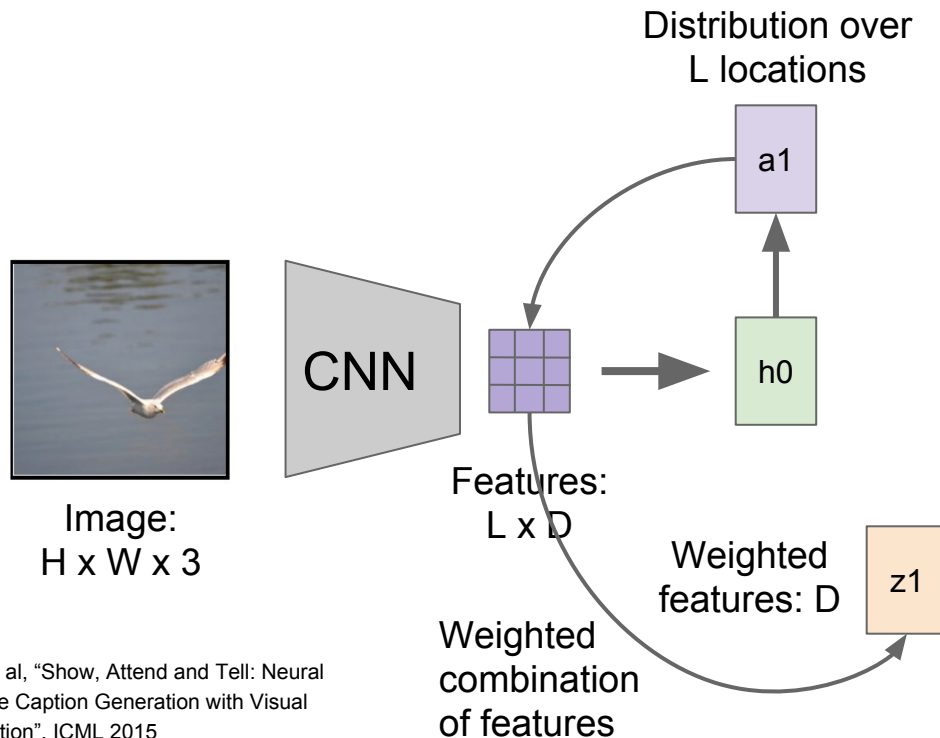 Distribution over
L locations
a1
CNN
h0
Features:
L x D
Image:
H x W x 3
Weighted
features: D
z1
Weighted
combination
of features
al, “Show, Attend and Tell: Neural
Caption Generation with Visual
ICML 2015